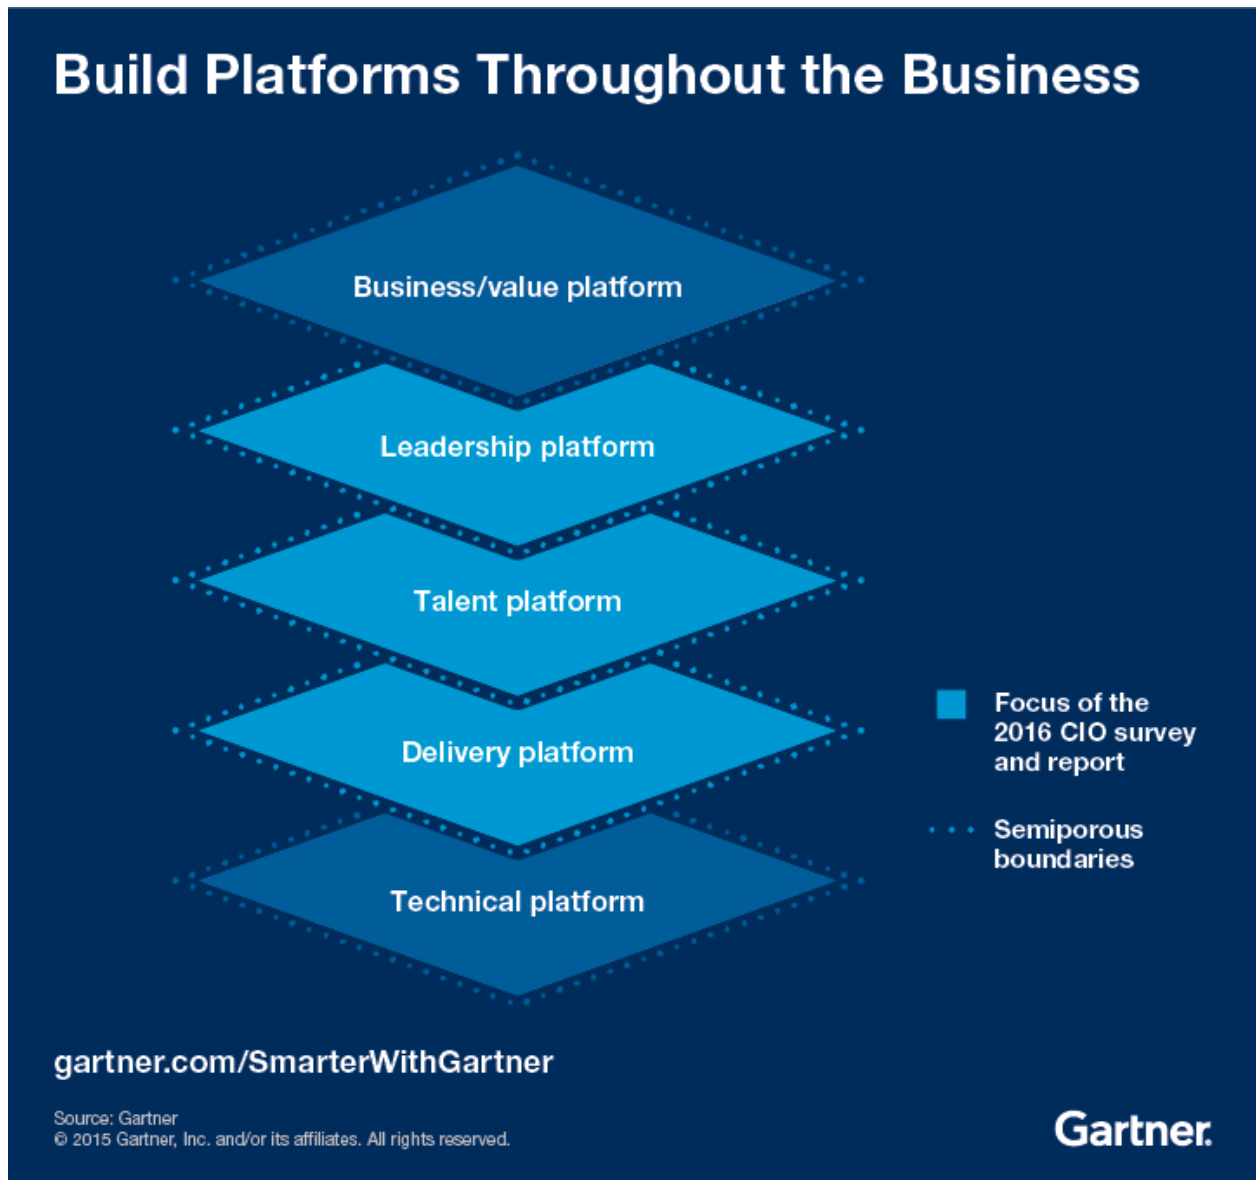 Build Platforms Throughout the Business
Business/value platform
Leadership platform
Talent platform
Delivery platform
Technical platform
Focus of the
2016 CIO survey
and report
Semiporous
boundaries
gartner.com/SmarterWithGartner
Source: Gartner
© 2015 Gartner, Inc. and/or its affiliates. All rights reserved.
Gartner.